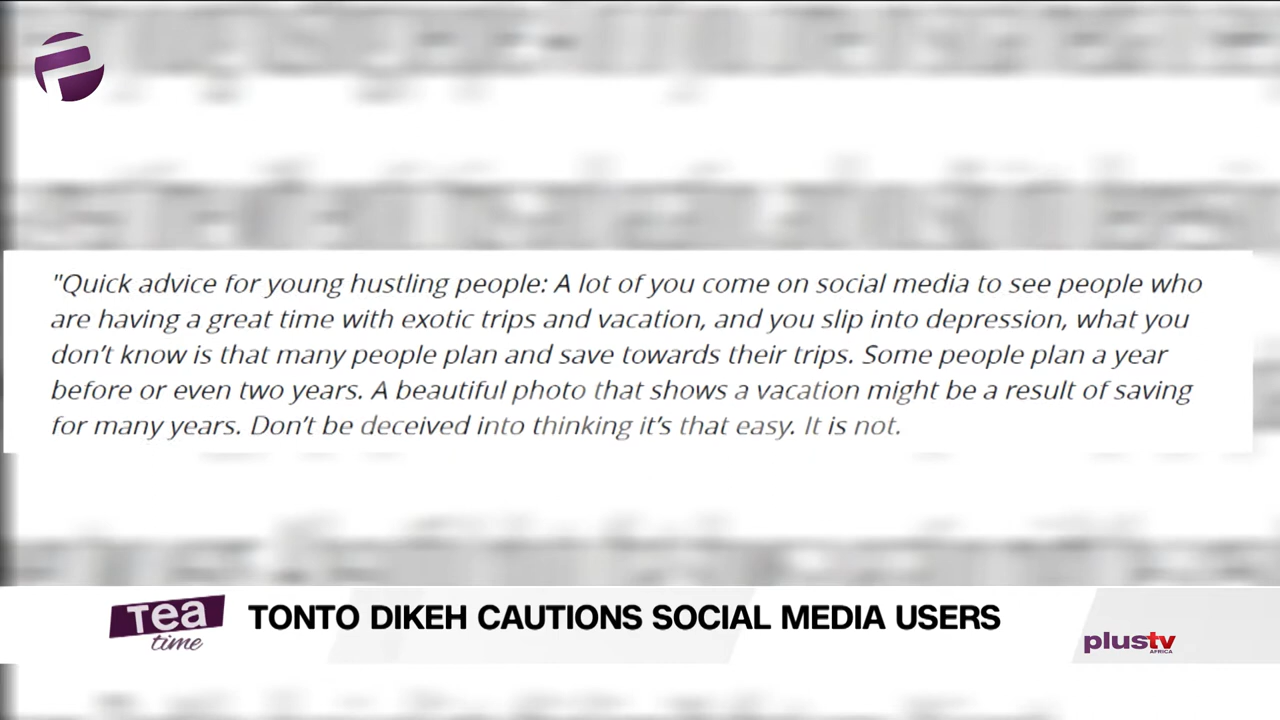 "Quick advice for young hustling people: A lot of you come on social media to see people who
are having a great time with exotic trips and vacation, and you slip into depression, what you
don’t know is that many people plan and save towards their trips. Some people plan a year
before or even two years. A beautiful photo that shows a vacation might be a result of saving
for many years. Don’t be deceived into thinking it’s that easy. It is not.
Tea
time
TONTO DIKEH CAUTIONS SOCIAL MEDIA USERS
plustv
AFRICA